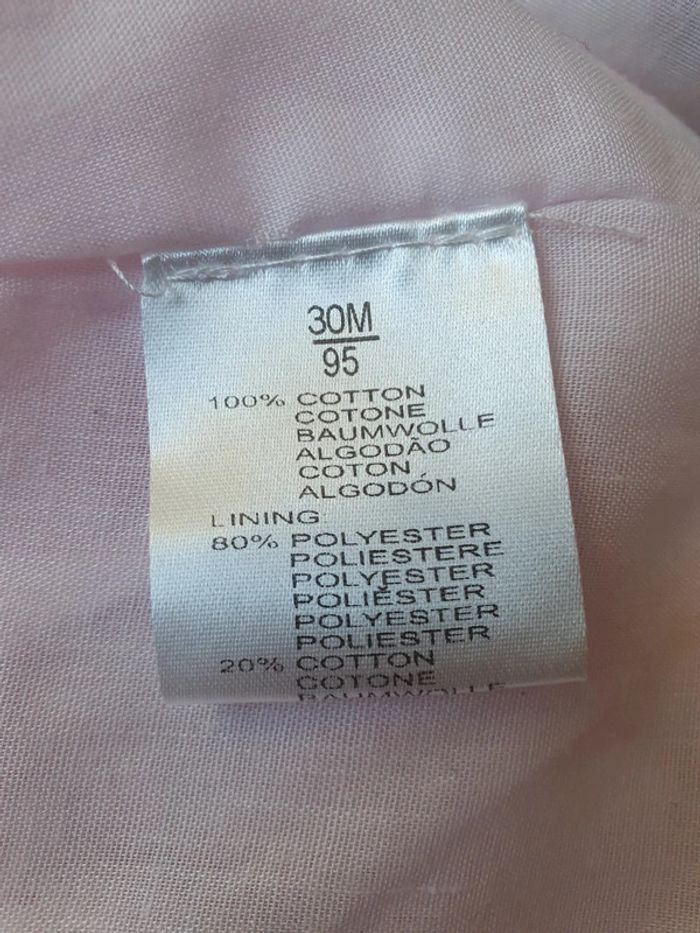 30M
95
100% COTTON
COTONE
BAUMWOLLE
ALGODÃO
COTON
ALGODÓN
LINING:
80% POLYESTER
POLIESTERE
POLYESTER
POLIÉSTER
POLYESTER
POLIESTER
20% COTTON
COTONE
BAUMWOLLE